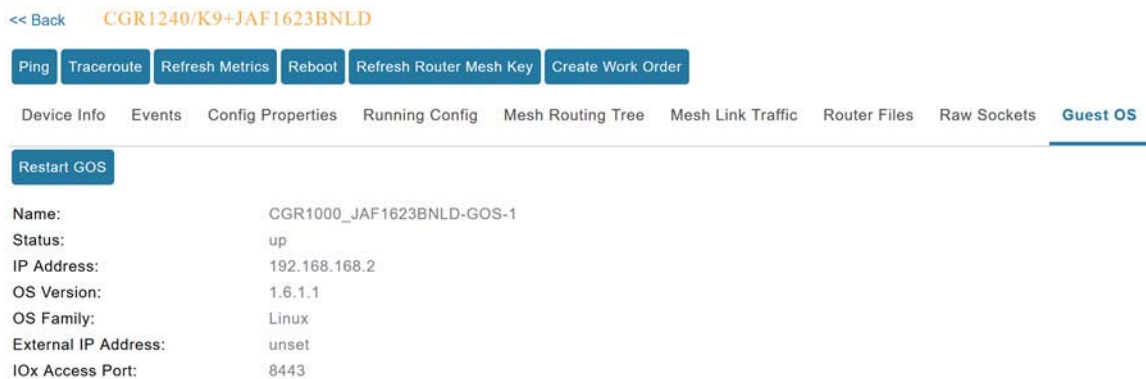 << Back CGR1240/K9+JAF1623BNLD
Ping Traceroute Refresh Metrics Reboot Refresh Router Mesh Key Create Work Order
Device Info Events Config Properties Running Config Mesh Routing Tree Mesh Link Traffic Router Files Raw Sockets Guest OS
Restart GOS
Name: CGR1000_JAF1623BNLD-GOS-1
Status: up
IP Address: 192.168.168.2
OS Version: 1.6.1.1
OS Family: Linux
External IP Address: unset
IOx Access Port: 8443